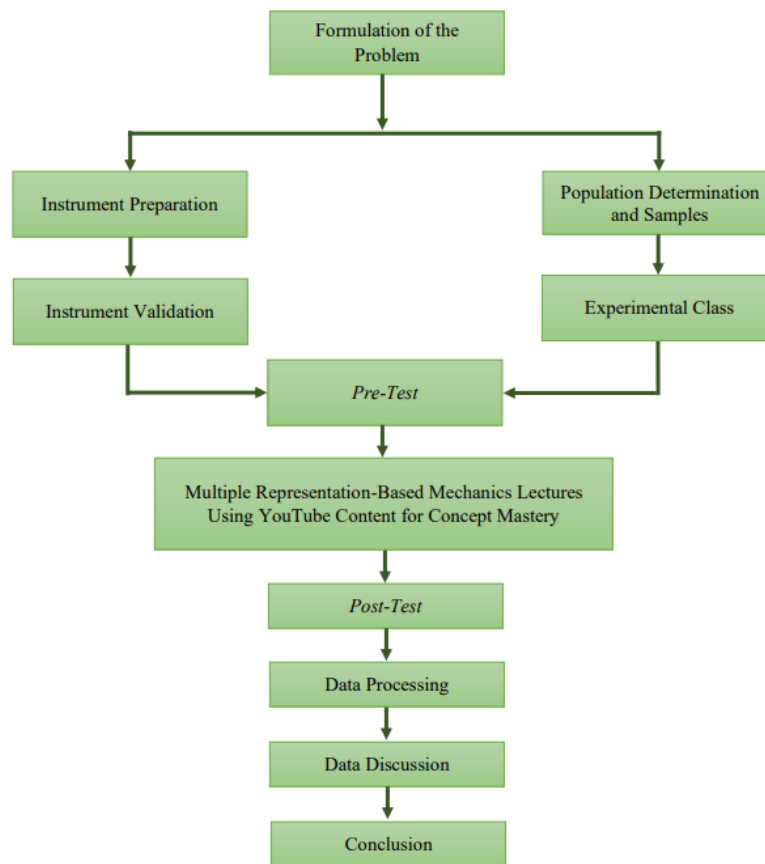 Formulation of the
Problem
Instrument Preparation
Population Determination
and Samples
Instrument Validation
Experimental Class
Pre-Test
Multiple Representation-Based Mechanics Lectures
Using YouTube Content for Concept Mastery
Post-Test
Data Processing
Data Discussion
Conclusion